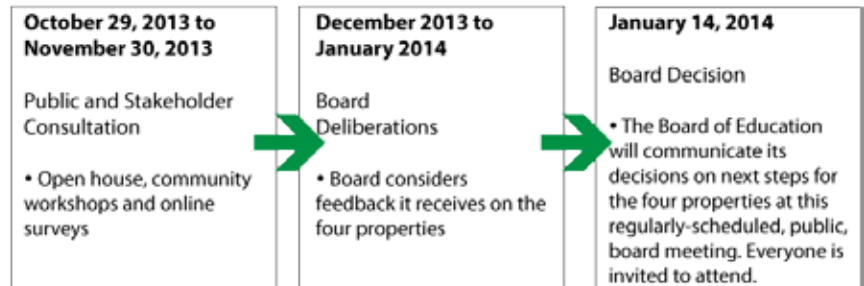 October 29, 2013 to
November 30, 2013
Public and Stakeholder
Consultation
• Open house, community
workshops and online
surveys
December 2013 to
January 2014
Board
Deliberations
• Board considers
feedback it receives on the
four properties
January 14, 2014
Board Decision
• The Board of Education
will communicate its
decisions on next steps for
the four properties at this
regularly-scheduled, public,
board meeting. Everyone is
invited to attend.